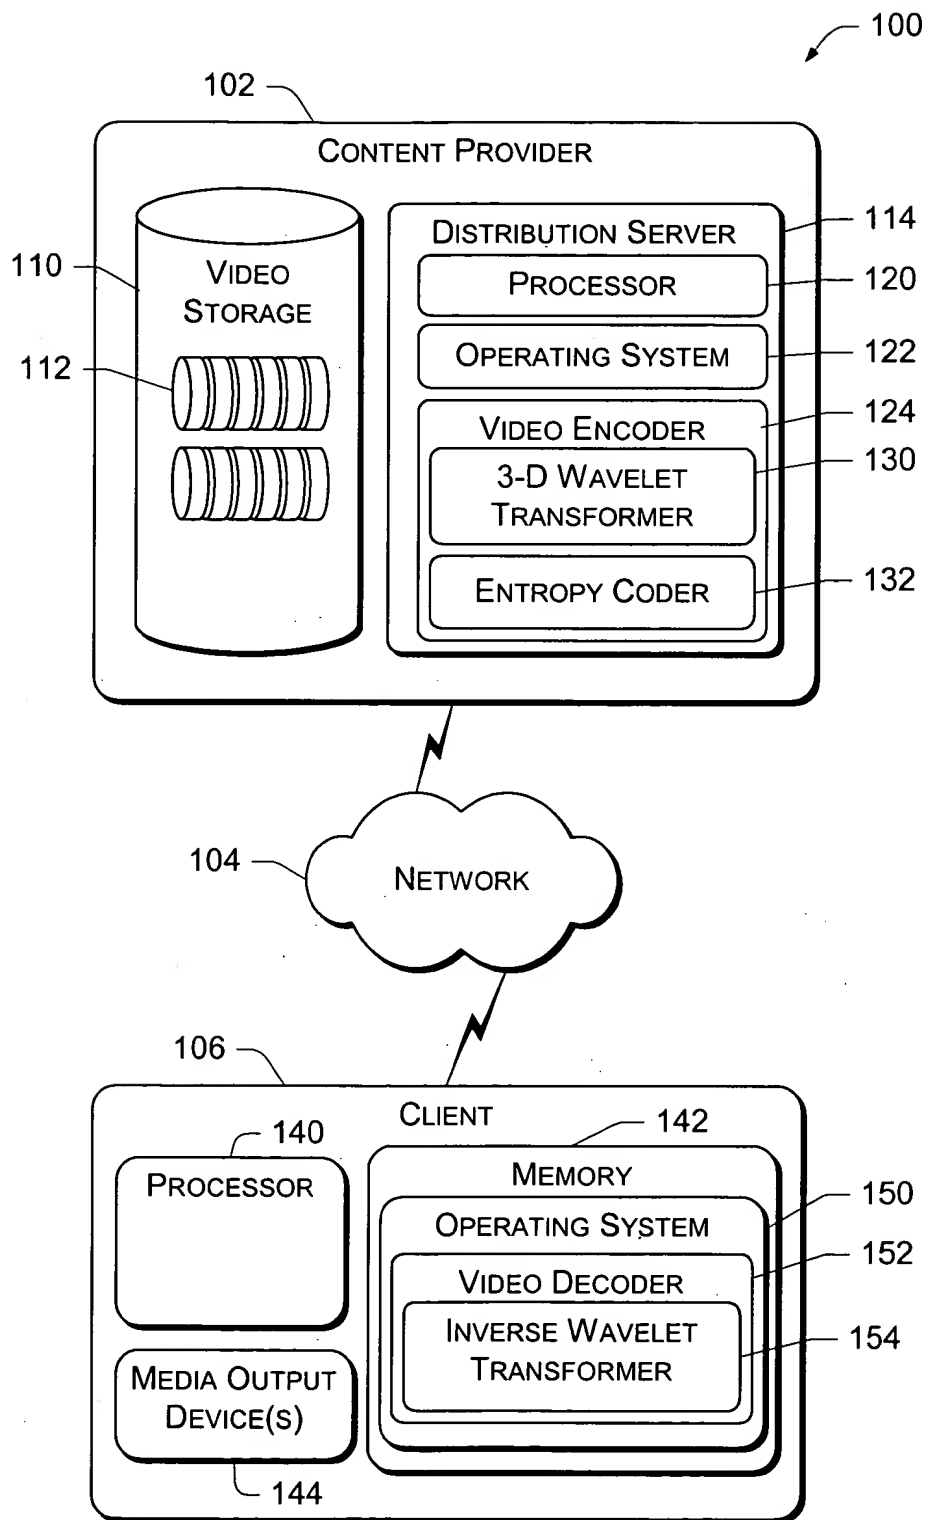 100
102
CONTENT PROVIDER
DISTRIBUTION SERVER
114
110
VIDEO
STORAGE
PROCESSOR
120
112
OPERATING SYSTEM
122
VIDEO ENCODER
124
3-D WAVELET
TRANSFORMER
130
ENTROPY CODER
132
104
NETWORK
106
CLIENT
140
PROCESSOR
142
MEMORY
OPERATING SYSTEM
150
VIDEO DECODER
152
INVERSE WAVELET
TRANSFORMER
154
MEDIA OUTPUT
DEVICE(S)
144